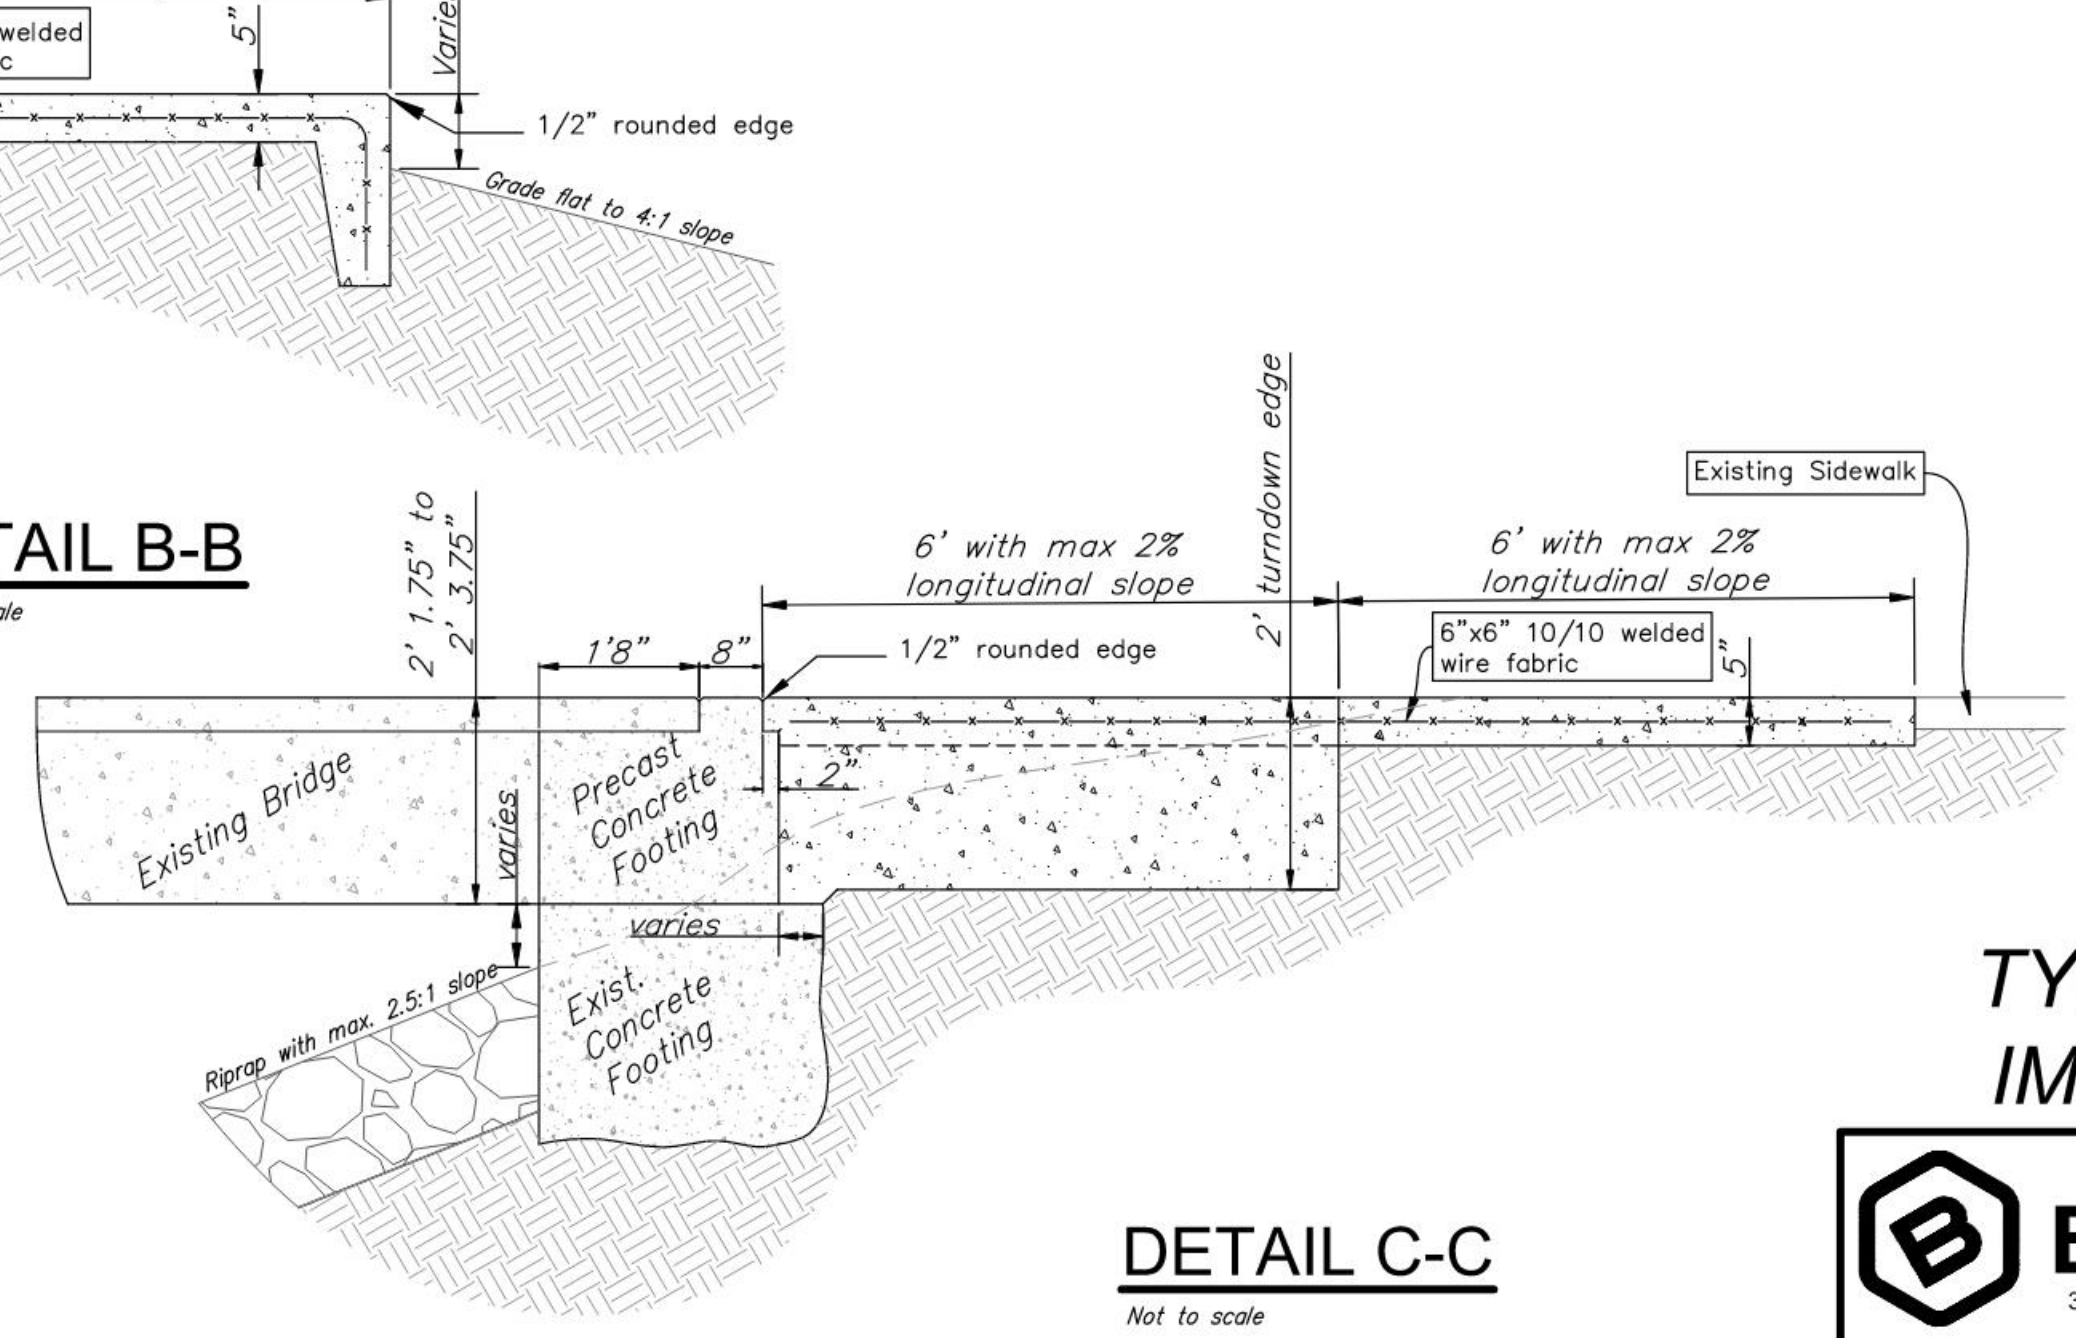 welded
c
5"
Varie
1/2" rounded edge
Grade flat to 4:1 slope
TAIL B-B
ale
2' 1.75" to
2' 3.75"
1'8"
8"
6' with max 2%
longitudinal slope
2' turndown edge
6' with max 2%
longitudinal slope
Existing Sidewalk
1/2" rounded edge
6"x6" 10/10 welded
wire fabric
5"
Existing Bridge
varies
Precast
Concrete
Footing
2"
varies
Exist.
Concrete
Footing
Riprap with max. 2.5:1 slope
DETAIL C-C
Not to scale
TY
IM
B
3